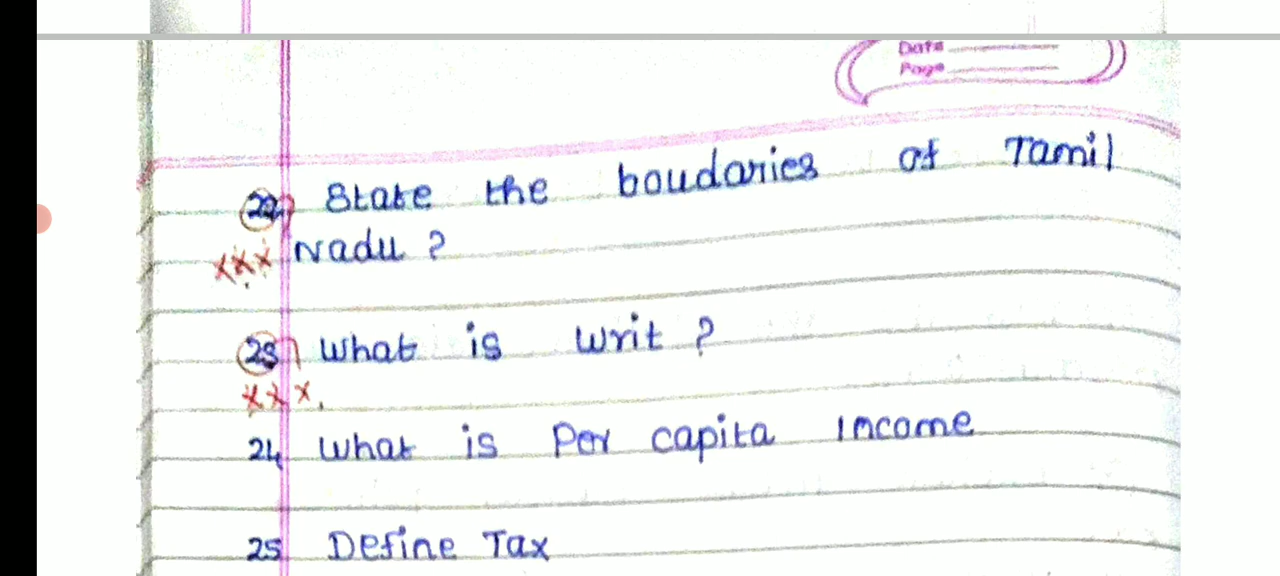 Date
Page
22) State the boudaries of Tamil
xxx Nadu ?
23) What is writ ?
xxx.
24 What is Per capita Income
25 Define Tax